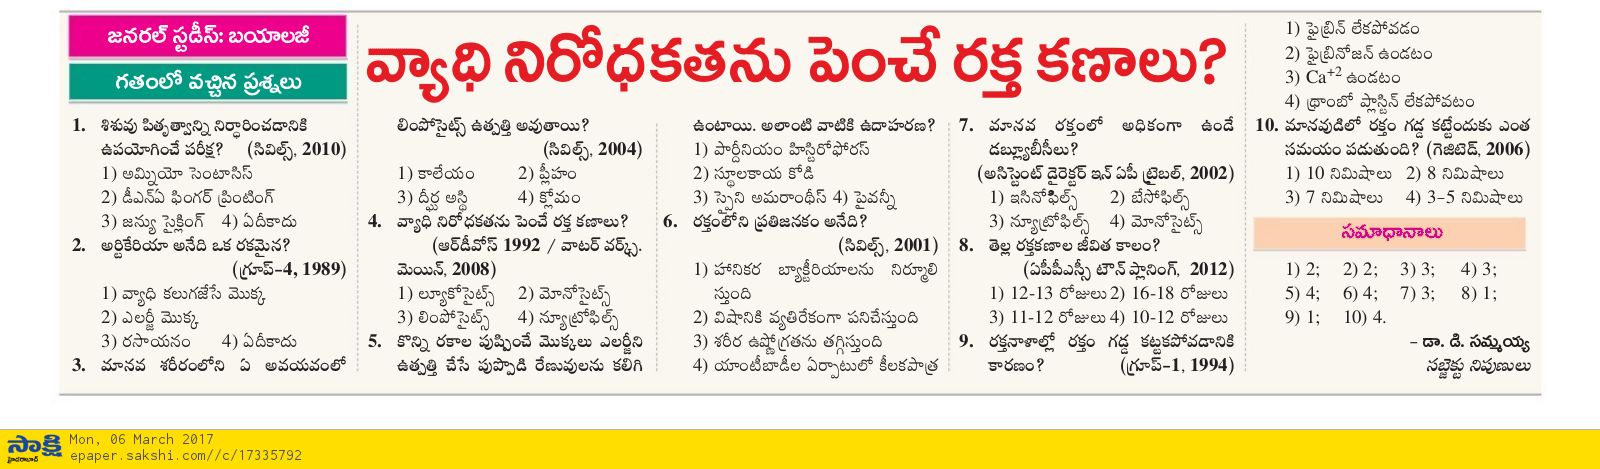 జనరల్ స్టడీస్: బయాలజీ
గతంలో వచ్చిన ప్రశ్నలు
వ్యాధి నిరోధకతను పెంచే రక్త కణాలు?
1. శిశువు పితృత్వాన్ని నిర్ధారించడానికి
ఉపయోగించే పరీక్ష? (సివిల్స్, 2010)
1) అమ్నియో సెంటాసిస్
2) డీఎన్ఏ ఫింగర్ ప్రింటింగ్
3) జన్యు సైక్లింగ్ 4) ఏదీకాదు
2. అర్టికేరియా అనేది ఒక రకమైన?
(గ్రూప్-4, 1989)
1) వ్యాధి కలుగజేసే మొక్క
2) ఎలర్జీ మొక్క
3) రసాయనం 4) ఏదీకాదు
3. మానవ శరీరంలోని ఏ అవయవంలో
లింపోసైట్స్ ఉత్పత్తి అవుతాయి?
(సివిల్స్, 2004)
1) కాలేయం 2) ప్లీహం
3) దీర్ఘ అస్థి 4) క్లోమం
4. వ్యాధి నిరోధకతను పెంచే రక్త కణాలు?
(ఆర్‌డీవోస్ 1992 / వాటర్ వర్క్స్.
మెయిన్, 2008)
1) ల్యూకోసైట్స్ 2) మోనోసైట్స్
3) లింపోసైట్స్ 4) న్యూట్రోఫిల్స్
5. కొన్ని రకాల పుష్పించే మొక్కలు ఎలర్జీని
ఉత్పత్తి చేసే పుప్పొడి రేణువులను కలిగి
ఉంటాయి. అలాంటి వాటికి ఉదాహరణ?
1) పార్దీనియం హిస్టిరోఫోరస్
2) స్థూలకాయ కోడి
3) స్పైని అమరాంథీస్ 4) పైవన్నీ
6. రక్తంలోని ప్రతిజనకం అనేది?
(సివిల్స్, 2001)
1) హానికర బ్యాక్టీరియాలను నిర్మూలి
స్తుంది
2) విషానికి వ్యతిరేకంగా పనిచేస్తుంది
3) శరీర ఉష్ణోగ్రతను తగ్గిస్తుంది
4) యాంటీబాడీల ఏర్పాటులో కీలకపాత్ర
7. మానవ రక్తంలో అధికంగా ఉండే
డబ్ల్యూబీసీలు?
(అసిస్టెంట్ డైరెక్టర్ ఇన్ ఏపీ ట్రైబల్, 2002)
1) ఇసినోఫిల్స్ 2) బేసోఫిల్స్
3) న్యూట్రోఫిల్స్ 4) మోనోసైట్స్
8. తెల్ల రక్తకణాల జీవిత కాలం?
(ఏపీపీఎస్సీ టౌన్ ప్లానింగ్, 2012)
1) 12-13 రోజులు 2) 16-18 రోజులు
3) 11-12 రోజులు 4) 10-12 రోజులు
9. రక్తనాళాల్లో రక్తం గడ్డ కట్టకపోవడానికి
కారణం? (గ్రూప్-1, 1994)
1) ఫైబ్రిన్ లేకపోవడం
2) ఫైబ్రినోజన్ ఉండటం
3) Ca+2 ఉండటం
4) థ్రాంబో ప్లాస్టిన్ లేకపోవటం
10. మానవుడిలో రక్తం గడ్డ కట్టేందుకు ఎంత
సమయం పడుతుంది? (గెజిటెడ్, 2006)
1) 10 నిమిషాలు 2) 8 నిమిషాలు
3) 7 నిమిషాలు 4) 3-5 నిమిషాలు
సమాధానాలు
1) 2; 2) 2; 3) 3; 4) 3;
5) 4; 6) 4; 7) 3; 8) 1;
9) 1; 10) 4.
- డా. డి. సమ్మయ్య
సబ్జెక్టు నిపుణులు
సాక్షి
హైదరాబాద్
Mon, 06 March 2017
epaper.sakshi.com//c/17335792